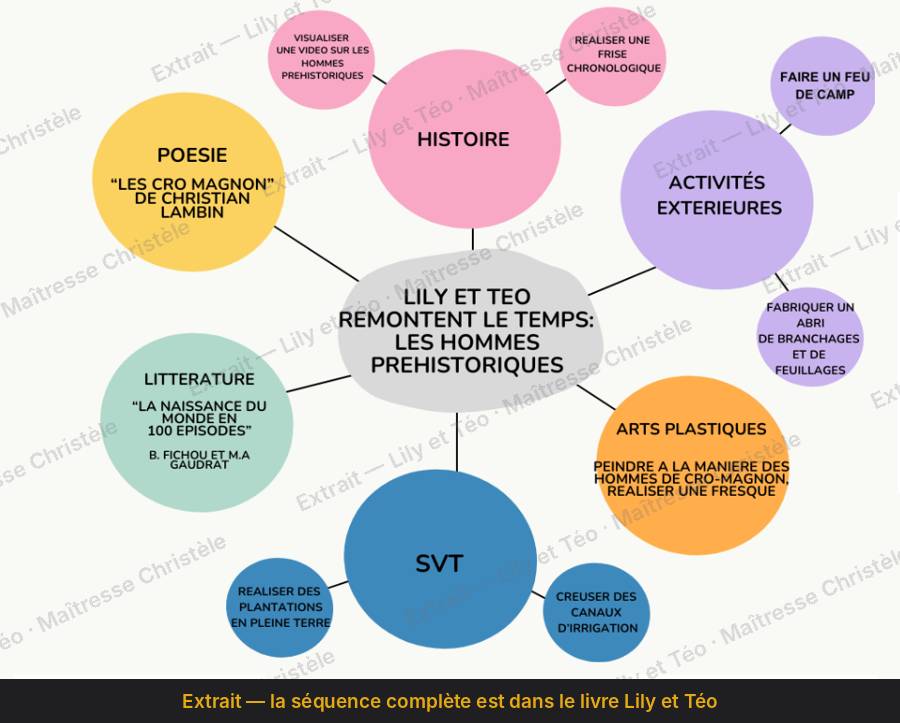 VISUALISER
UNE VIDEO SUR LES
HOMMES
PREHISTORIQUES
REALISER UNE
FRISE
CHRONOLOGIQUE
HISTOIRE
FAIRE UN FEU
DE CAMP
ACTIVITÉS
EXTERIEURES
FABRIQUER UN
ABRI
DE BRANCHAGES
ET DE
FEUILLAGES
POESIE
“LES CRO MAGNON”
DE CHRISTIAN
LAMBIN
LILY ET TEO
REMONTENT LE TEMPS:
LES HOMMES
PREHISTORIQUES
LITTERATURE
“LA NAISSANCE DU
MONDE EN
100 EPISODES”
B. FICHOU ET M.A
GAUDRAT
ARTS PLASTIQUES
PEINDRE A LA MANIERE DES
HOMMES DE CRO-MAGNON,
REALISER UNE FRESQUE
SVT
REALISER DES
PLANTATIONS
EN PLEINE TERRE
CREUSER DES
CANAUX
D'IRRIGATION
Extrait — Lily et Téo · Maîtresse Christèle
Extrait — la séquence complète est dans le livre Lily et Téo